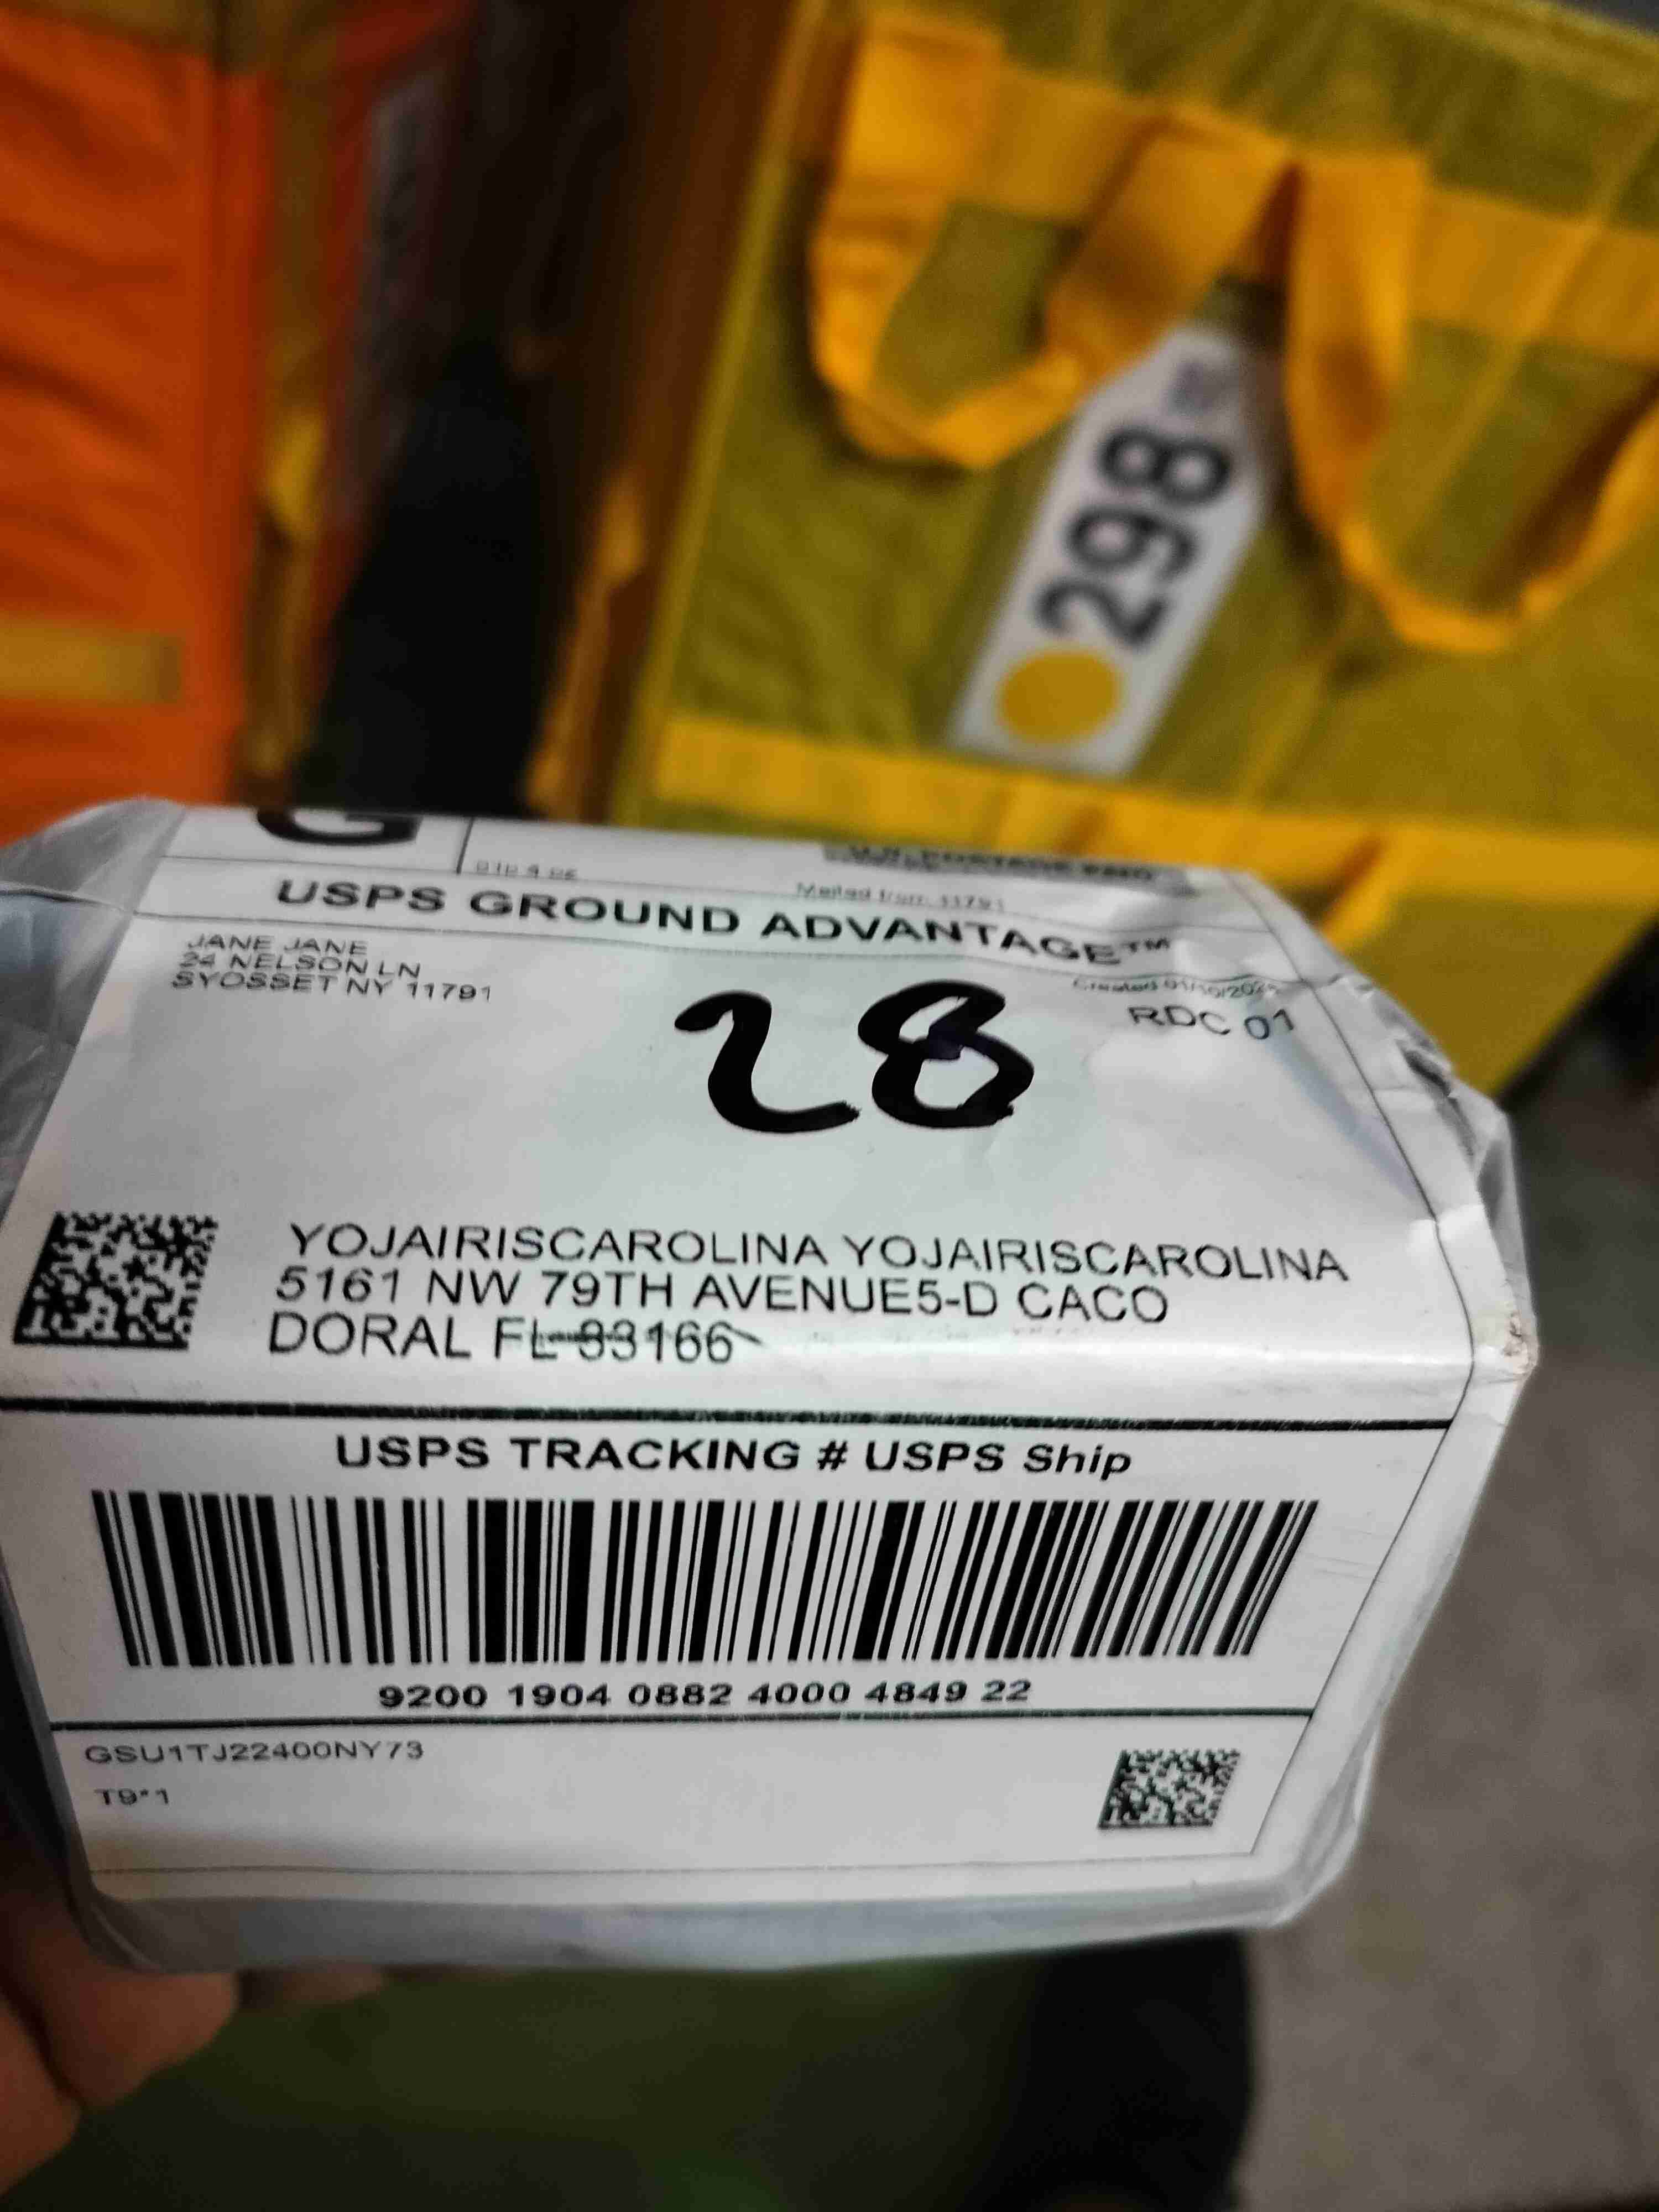 298
G
U.S. POSTAGE PAID
Mailed from 11791
USPS GROUND ADVANTAGE™
JANE JANE
24 NELSON LN
SYOSSET NY 11791
RDC 01
28
YOJAIRISCAROLINA YOJAIRISCAROLINA
5161 NW 79TH AVENUE5-D CACO
DORAL FL 33166
USPS TRACKING # USPS Ship
9200 1904 0882 4000 4849 22
GSU1TJ22400NY73
T9*1